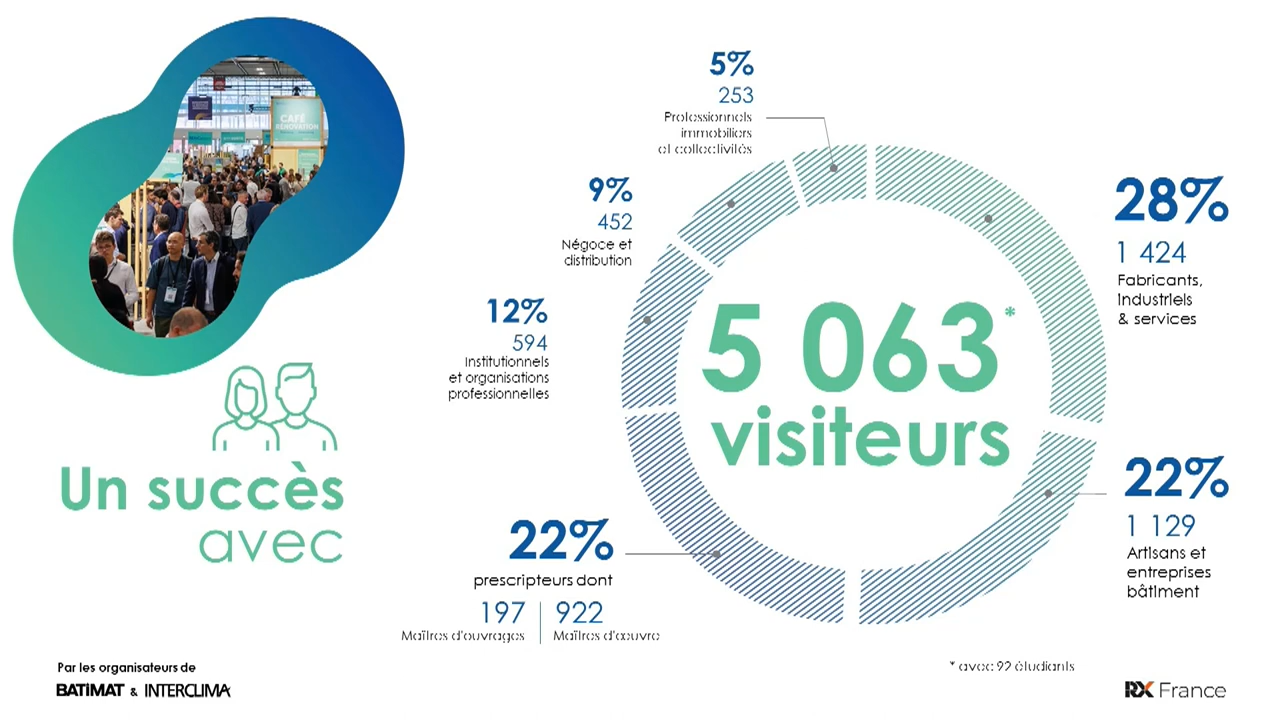 CAFÉ
RÉNOVATION
Un succès
avec
5%
253
Professionnels
immobiliers
et collectivités
9%
452
Négoce et
distribution
12%
594
Institutionnels
et organisations
professionnelles
22%
prescripteurs dont
197 | 922
Maîtres d'ouvrages | Maîtres d'œuvre
5 063*
visiteurs
28%
1 424
Fabricants,
industriels
& services
22%
1 129
Artisans et
entreprises
bâtiment
* avec 92 étudiants
Par les organisateurs de
BATIMAT & INTERCLIMA
RX France